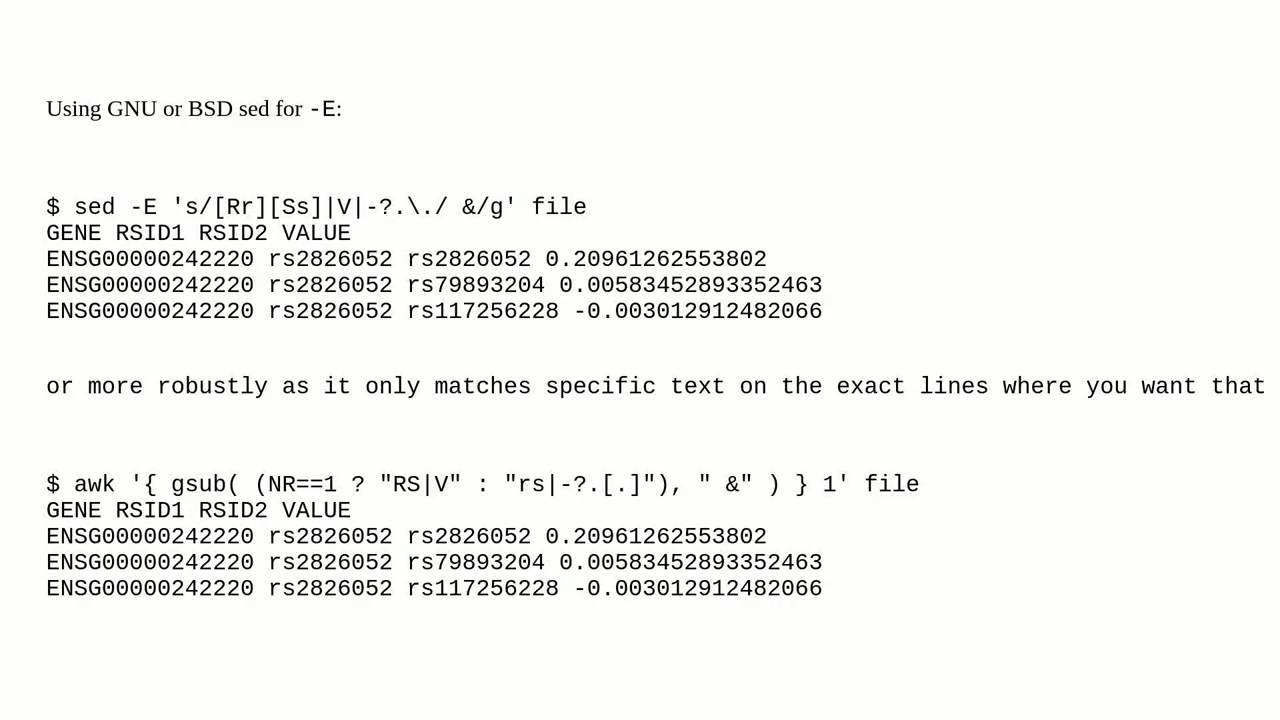 Using GNU or BSD sed for -E:
$ sed -E 's/[Rr][Ss]|V|-?.\./ &/g' file
GENE RSID1 RSID2 VALUE
ENSG00000242220 rs2826052 rs2826052 0.20961262553802
ENSG00000242220 rs2826052 rs79893204 0.00583452893352463
ENSG00000242220 rs2826052 rs117256228 -0.003012912482066
or more robustly as it only matches specific text on the exact lines where you want that
$ awk '{ gsub( (NR==1 ? "RS|V" : "rs|-?.[.]"), " &" ) } 1' file
GENE RSID1 RSID2 VALUE
ENSG00000242220 rs2826052 rs2826052 0.20961262553802
ENSG00000242220 rs2826052 rs79893204 0.00583452893352463
ENSG00000242220 rs2826052 rs117256228 -0.003012912482066